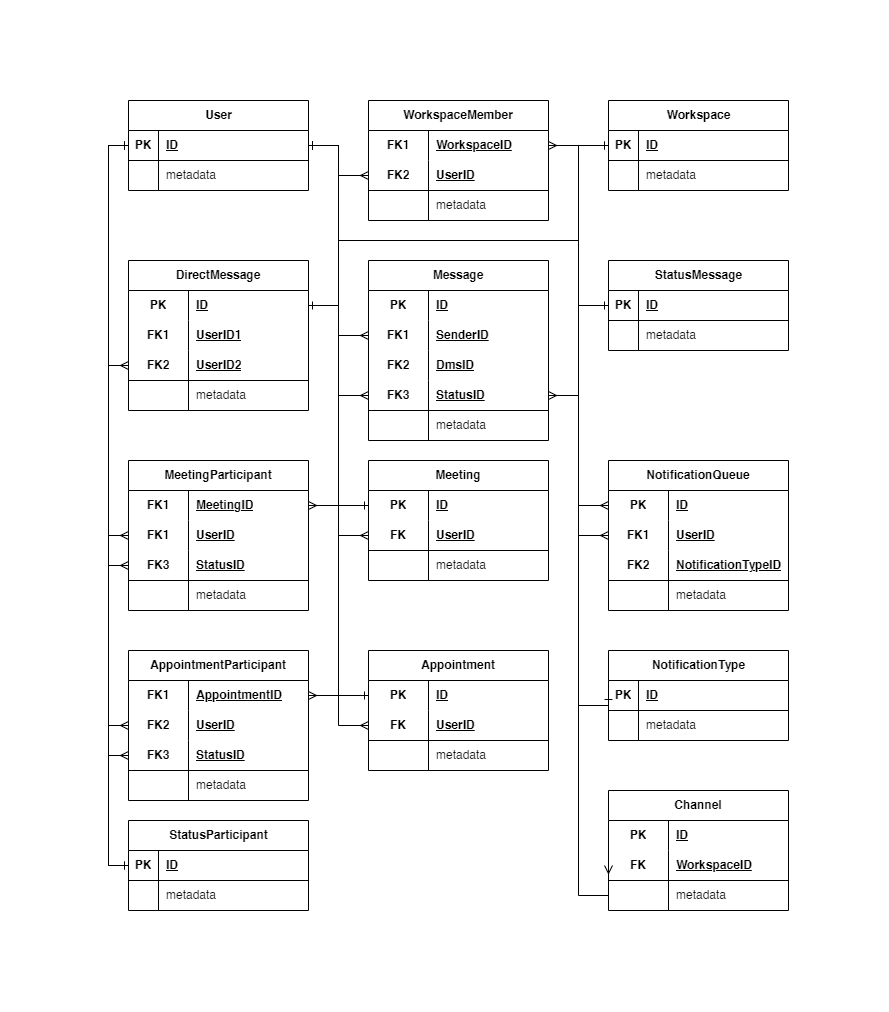 User
PK ID
metadata
WorkspaceMember
FK1 WorkspaceID
FK2 UserID
metadata
Workspace
PK ID
metadata
DirectMessage
PK ID
FK1 UserID1
FK2 UserID2
metadata
Message
PK ID
FK1 SenderID
FK2 DmsID
FK3 StatusID
metadata
StatusMessage
PK ID
metadata
MeetingParticipant
FK1 MeetingID
FK1 UserID
FK3 StatusID
metadata
Meeting
PK ID
FK UserID
metadata
NotificationQueue
PK ID
FK1 UserID
FK2 NotificationTypeID
metadata
AppointmentParticipant
FK1 AppointmentID
FK2 UserID
FK3 StatusID
metadata
Appointment
PK ID
FK UserID
metadata
NotificationType
PK ID
metadata
StatusParticipant
PK ID
metadata
Channel
PK ID
FK WorkspaceID
metadata